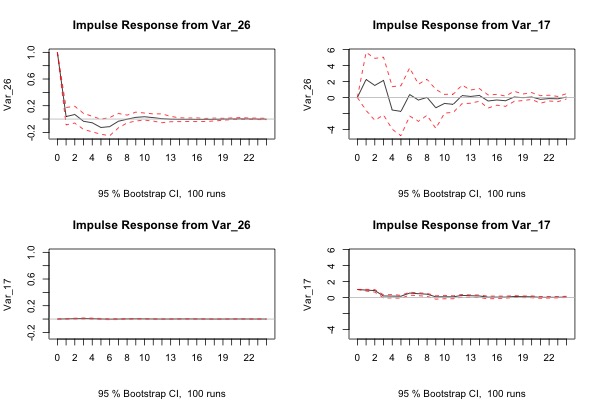 Impulse Response from Var_26
Var_26
1.0
0.6
0.2
-0.2
0 2 4 6 8 10 13 16 19 22
95 % Bootstrap CI,  100 runs
Impulse Response from Var_17
Var_26
6
4
2
0
-4
0 2 4 6 8 10 13 16 19 22
95 % Bootstrap CI,  100 runs
Impulse Response from Var_26
Var_17
1.0
0.6
0.2
-0.2
0 2 4 6 8 10 13 16 19 22
95 % Bootstrap CI,  100 runs
Impulse Response from Var_17
Var_17
6
4
2
0
-4
0 2 4 6 8 10 13 16 19 22
95 % Bootstrap CI,  100 runs